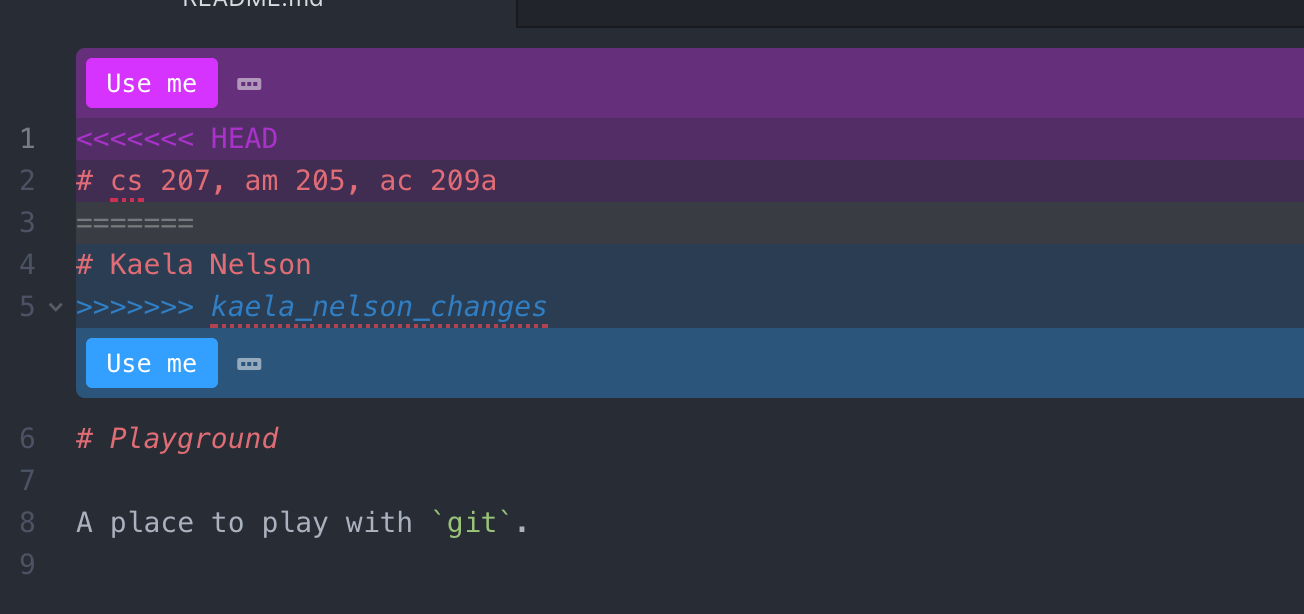 README.md
Use me
1 <<<<<<< HEAD
2 # cs 207, am 205, ac 209a
3 =======
4 # Kaela Nelson
5 >>>>>>> kaela_nelson_changes
Use me
6 # Playground
7
8 A place to play with `git`.
9